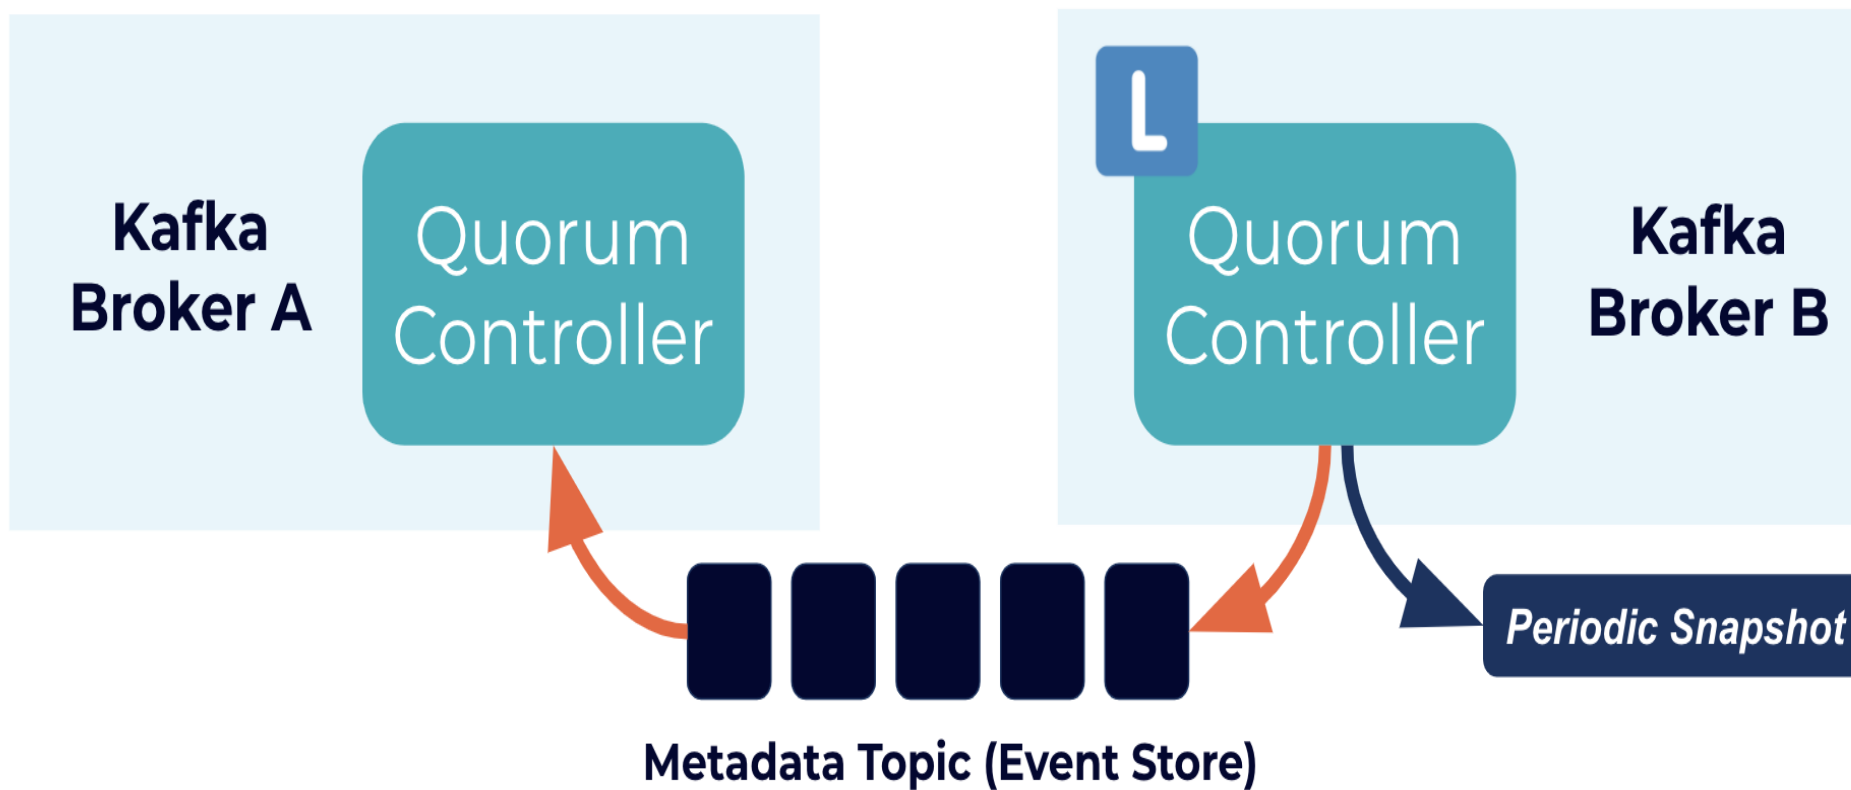 Kafka
Broker A
Quorum
Controller
L
Quorum
Controller
Kafka
Broker B
Periodic Snapshot
Metadata Topic (Event Store)